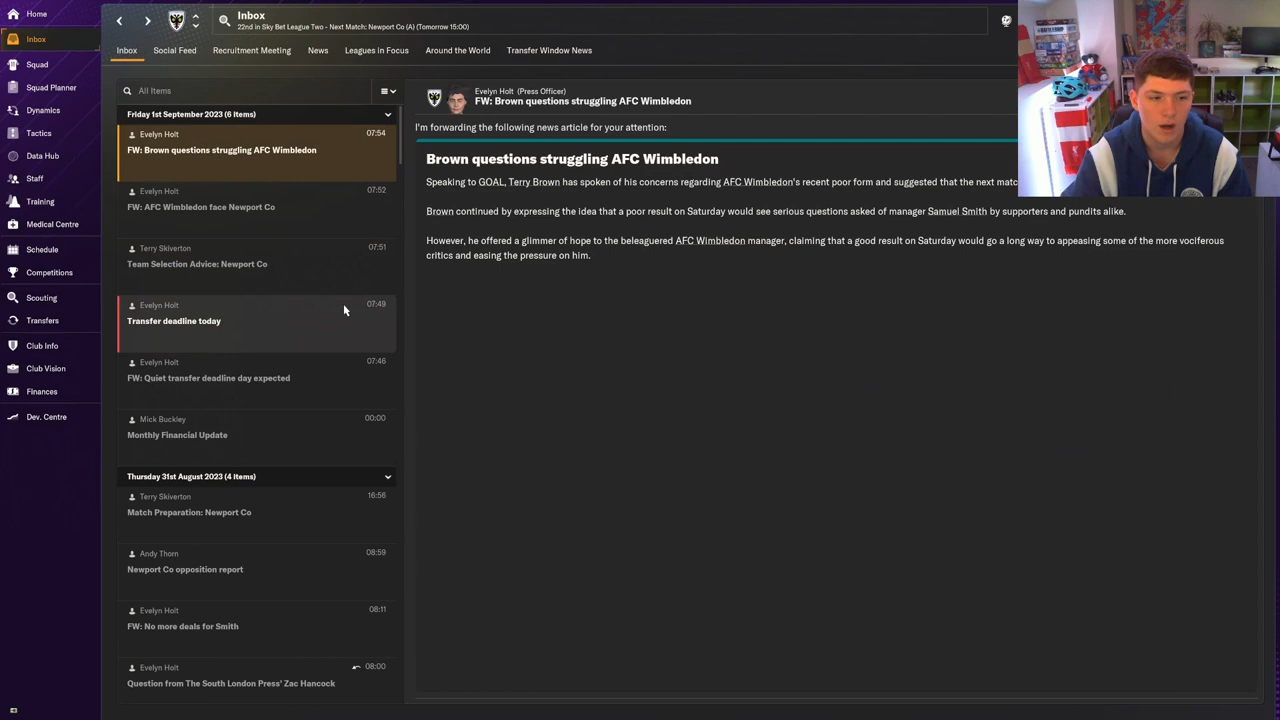 Home
Inbox
Squad
Squad Planner
Dynamics
Tactics
Data Hub
Staff
Training
Medical Centre
Schedule
Competitions
Scouting
Transfers
Club Info
Club Vision
Finances
Dev. Centre
Inbox
22nd in Sky Bet League Two - Next Match: Newport Co (A) (Tomorrow 15:00)
Inbox Social Feed Recruitment Meeting News Leagues in Focus Around the World Transfer Window News
All Items
Friday 1st September 2023 (6 items)
Evelyn Holt 07:54
FW: Brown questions struggling AFC Wimbledon
Evelyn Holt 07:52
FW: AFC Wimbledon face Newport Co
Terry Skiverton 07:51
Team Selection Advice: Newport Co
Evelyn Holt 07:49
Transfer deadline today
Evelyn Holt 07:46
FW: Quiet transfer deadline day expected
Mick Buckley 00:00
Monthly Financial Update
Thursday 31st August 2023 (4 items)
Terry Skiverton 16:56
Match Preparation: Newport Co
Andy Thorn 08:59
Newport Co opposition report
Evelyn Holt 08:11
FW: No more deals for Smith
Evelyn Holt 08:00
Question from The South London Press' Zac Hancock
Evelyn Holt (Press Officer)
FW: Brown questions struggling AFC Wimbledon
I'm forwarding the following news article for your attention:
Brown questions struggling AFC Wimbledon
Speaking to GOAL, Terry Brown has spoken of his concerns regarding AFC Wimbledon's recent poor form and suggested that the next matc
Brown continued by expressing the idea that a poor result on Saturday would see serious questions asked of manager Samuel Smith by supporters and pundits alike.
However, he offered a glimmer of hope to the beleaguered AFC Wimbledon manager, claiming that a good result on Saturday would go a long way to appeasing some of the more vociferous
critics and easing the pressure on him.